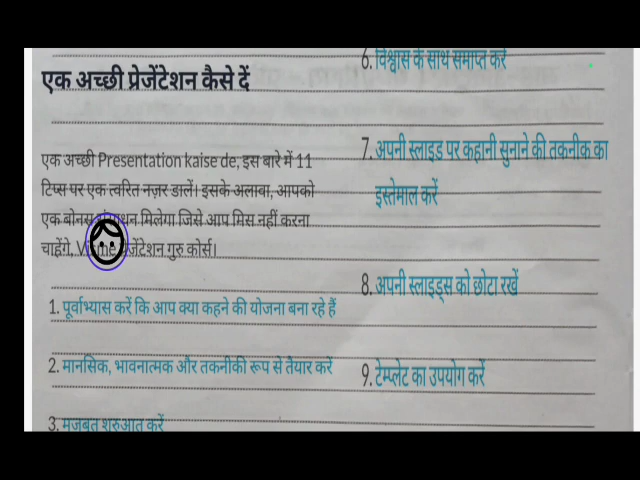 एक अच्छी प्रेजेंटेशन कैसे दें
एक अच्छी Presentation kaise de, इस बारे में 11
टिप्स पर एक त्वरित नज़र डालें। इसके अलावा, आपको
एक बोनस मिलेगा जिसे आप मिस नहीं करना
चाहेंगे, प्रेजेंटेशन गुरु कोर्स।
1. पूर्वाभ्यास करें कि आप क्या कहने की योजना बना रहे हैं
2. मानसिक, भावनात्मक और तकनीकी रूप से तैयार करें
3. मजबूत शुरुआत करें
6. विश्वास के साथ समाप्त करें
7. अपनी स्लाइड पर कहानी सुनाने की तकनीक का
इस्तेमाल करें
8. अपनी स्लाइड्स को छोटा रखें
9. टेम्प्लेट का उपयोग करें